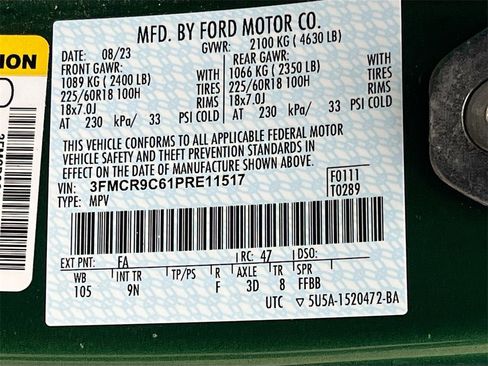 MFD. BY FORD MOTOR CO.
DATE: 08/23 GVWR: 2100 KG ( 4630 LB)
FRONT GAWR: REAR GAWR:
1089 KG ( 2400 LB) WITH 1066 KG ( 2350 LB) WITH
225/60R18 100H TIRES 225/60R18 100H TIRES
18x7.0J RIMS 18x7.0J RIMS
AT 230 kPa/ 33 PSI COLD AT 230 kPa/ 33 PSI COLD
THIS VEHICLE CONFORMS TO ALL APPLICABLE FEDERAL MOTOR
VEHICLE SAFETY AND THEFT PREVENTION STANDARDS IN EFFECT ON THE
DATE OF MANUFACTURE SHOWN ABOVE.
VIN: 3FMCR9C61PRE11517 F0111
TYPE: MPV T0289
EXT PNT: FA RC: 47 DSO:
WB INT TR TP/PS R AXLE TR SPR
105 9N F 3D 8 FFBB
UTC ▽5U5A-1520472-BA